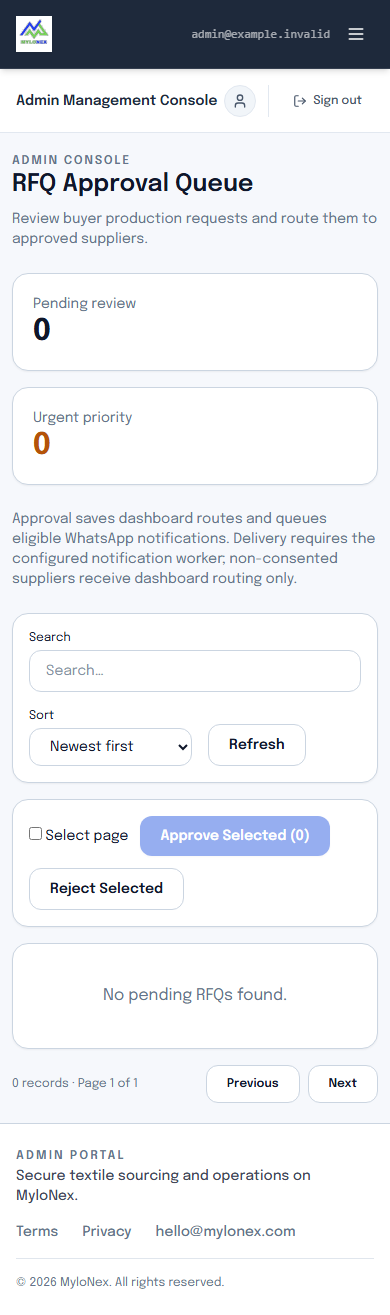 MYLONEX
admin@example.invalid
Admin Management Console
Sign out
ADMIN CONSOLE
RFQ Approval Queue
Review buyer production requests and route them to
approved suppliers.
Pending review
0
Urgent priority
0
Approval saves dashboard routes and queues
eligible WhatsApp notifications. Delivery requires the
configured notification worker; non-consented
suppliers receive dashboard routing only.
Search
Search...
Sort
Newest first
Refresh
Select page
Approve Selected (0)
Reject Selected
No pending RFQs found.
0 records · Page 1 of 1
Previous
Next
ADMIN PORTAL
Secure textile sourcing and operations on
MyloNex.
Terms
Privacy
hello@mylonex.com
© 2026 MyloNex. All rights reserved.